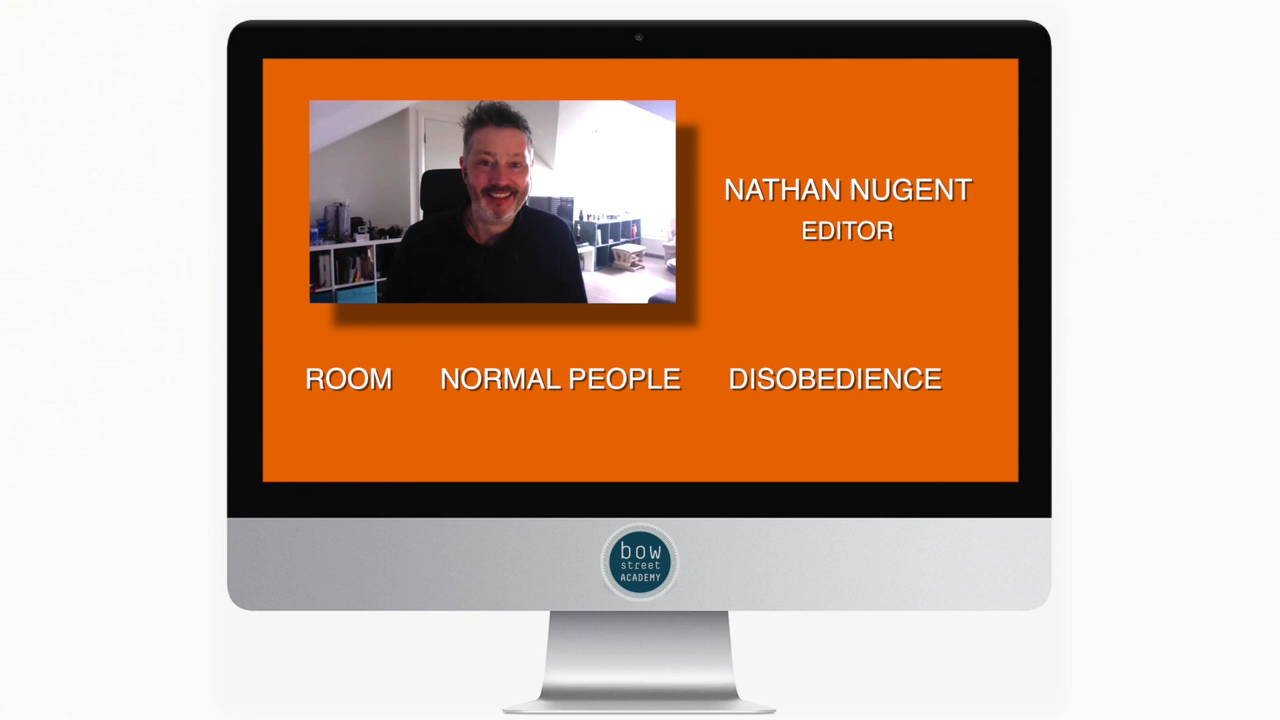 NATHAN NUGENT
EDITOR
ROOM NORMAL PEOPLE DISOBEDIENCE
bow
street
ACADEMY